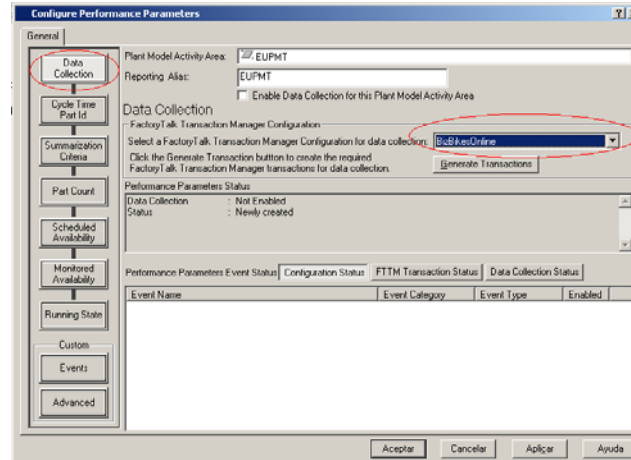 Configure Performance Parameters
General
Data Collection
Cycle Time Part Id
Summarization Criteria
Part Count
Scheduled Availability
Monitored Availability
Running State
Custom
Events
Advanced
Plant Model Activity Area: EUPMT
Reporting Alias: EUPMT
Enable Data Collection for this Plant Model Activity Area
Data Collection
FactoryTalk Transaction Manager Configuration
Select a FactoryTalk Transaction Manager Configuration for data collection: BizBikesOnline
Click the Generate Transaction buttton to create the required
FactoryTalk Transaction Manager transactions for data collection.
Generate Transactions
Performance Parameters Status
Data Collection : Not Enabled
Status : Newly created
Performance Parameters Event Status Configuration Status FTTM Transaction Status Data Collection Status
Event Name Event Category Event Type Enabled
Aceptar Cancelar Aplicar Ayuda